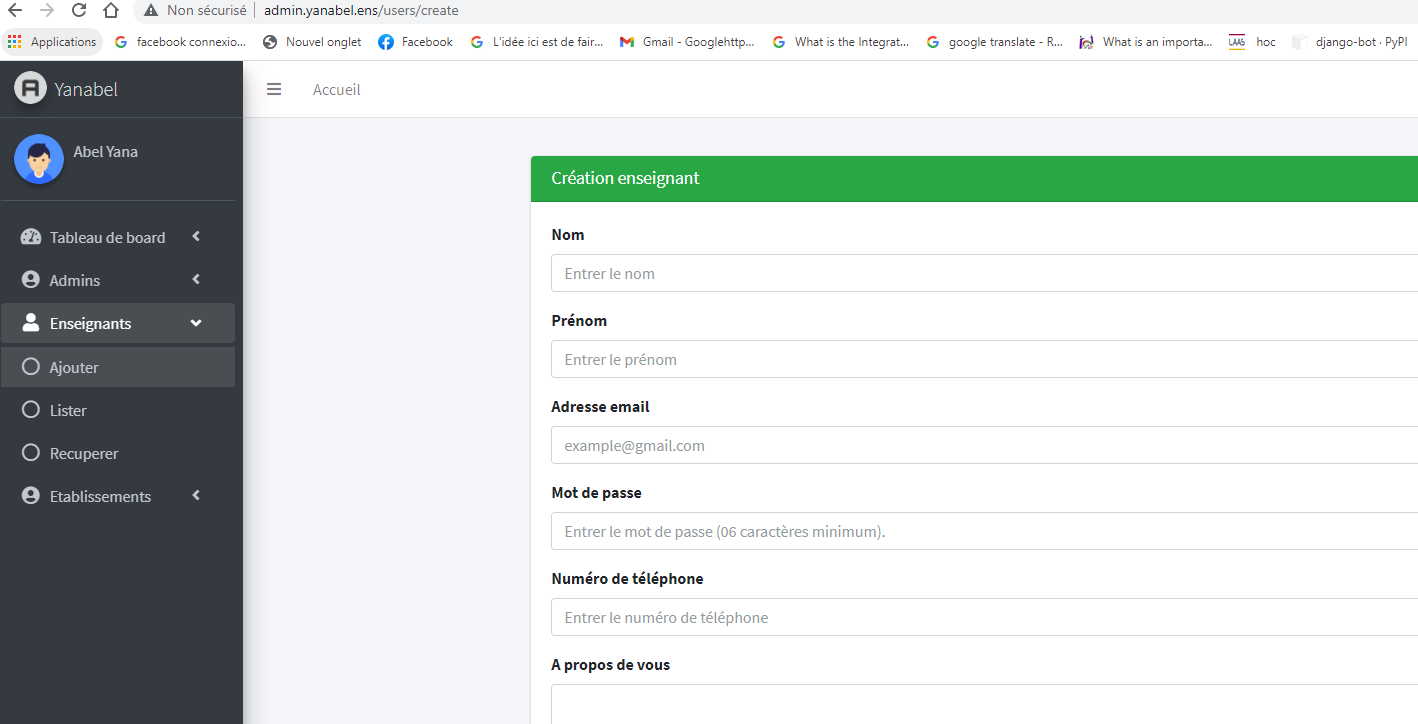 Non sécurisé | admin.yanabel.ens/users/create
Applications facebook connexio... Nouvel onglet Facebook L'idée ici est de fair... Gmail - Googlehttp... What is the Integrat... google translate - R... What is an importa... hoc django-bot · PyPI
Yanabel
Accueil
Abel Yana
Tableau de board
Admins
Enseignants
Ajouter
Lister
Recuperer
Etablissements
Création enseignant
Nom
Entrer le nom
Prénom
Entrer le prénom
Adresse email
example@gmail.com
Mot de passe
Entrer le mot de passe (06 caractères minimum).
Numéro de téléphone
Entrer le numéro de téléphone
A propos de vous